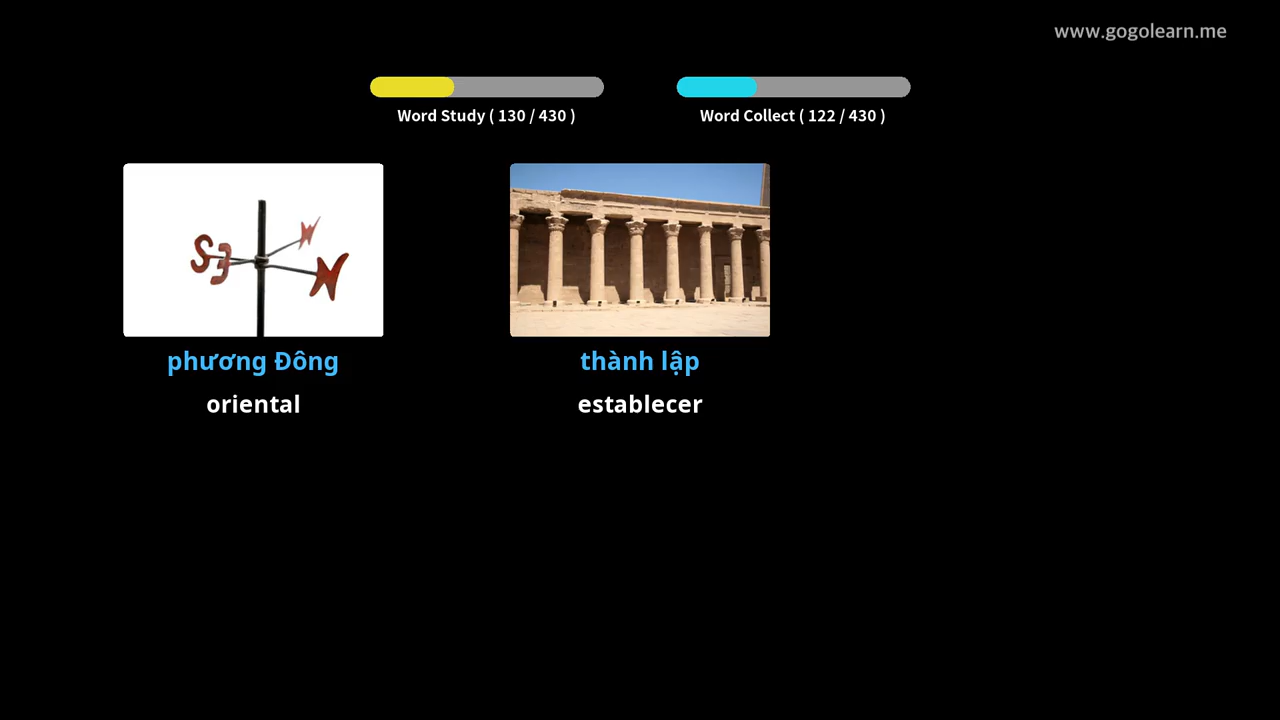 www.gogolearn.me
Word Study ( 130 / 430 )
Word Collect ( 122 / 430 )
S
E
N
W
phương Đông
oriental
thành lập
establecer